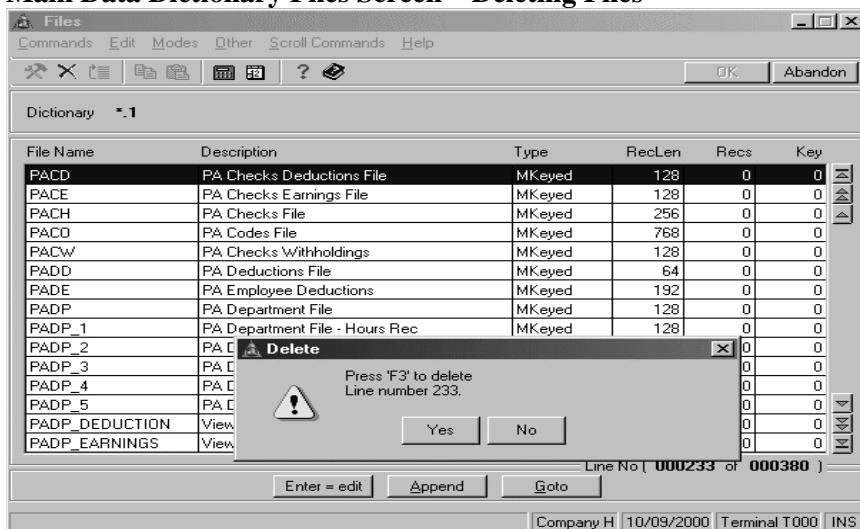 Main Data Dictionary Files Screen – Deleting Files
Files
Commands Edit Modes Other Scroll Commands Help
OK Abandon
Dictionary *.1
File Name Description Type RecLen Recs Key
PACD PA Checks Deductions File MKeyed 128 0 0
PACE PA Checks Earnings File MKeyed 128 0 0
PACH PA Checks File MKeyed 256 0 0
PACO PA Codes File MKeyed 768 0 0
PACW PA Checks Withholdings MKeyed 128 0 0
PADD PA Deductions File MKeyed 64 0 0
PADE PA Employee Deductions MKeyed 192 0 0
PADP PA Department File MKeyed 128 0 0
PADP_1 PA Department File - Hours Rec MKeyed 128 0 0
PADP_2 PA D 0 0
PADP_3 PA D 0 0
PADP_4 PA D 0 0
PADP_5 PA D 0 0
PADP_DEDUCTION View 0 0
PADP_EARNINGS View 0 0
Delete
Press 'F3' to delete
Line number 233.
Yes No
Line No [ 000233 of 000380 ]
Enter = edit Append Goto
Company H 10/09/2000 Terminal T000 INS